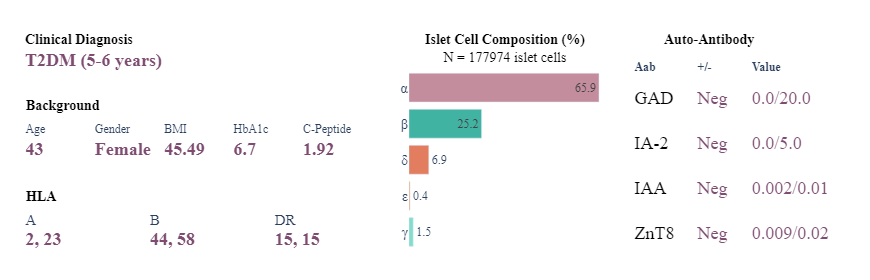 Clinical Diagnosis
T2DM (5-6 years)
Background
Age Gender BMI HbA1c C-Peptide
43 Female 45.49 6.7 1.92
HLA
A B DR
2, 23 44, 58 15, 15
Islet Cell Composition (%)
N = 177974 islet cells
α 65.9
β 25.2
δ 6.9
ε 0.4
γ 1.5
Auto-Antibody
Aab +/- Value
GAD Neg 0.0/20.0
IA-2 Neg 0.0/5.0
IAA Neg 0.002/0.01
ZnT8 Neg 0.009/0.02